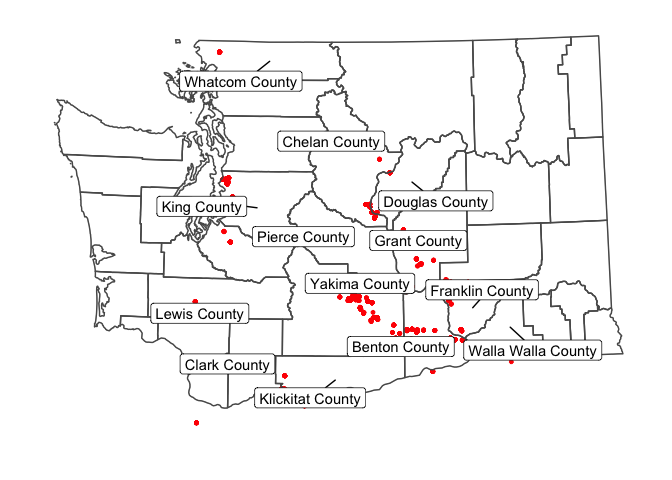 Whatcom County
Chelan County
Douglas County
King County
Pierce County
Grant County
Yakima County
Franklin County
Lewis County
Benton County
Walla Walla County
Clark County
Klickitat County